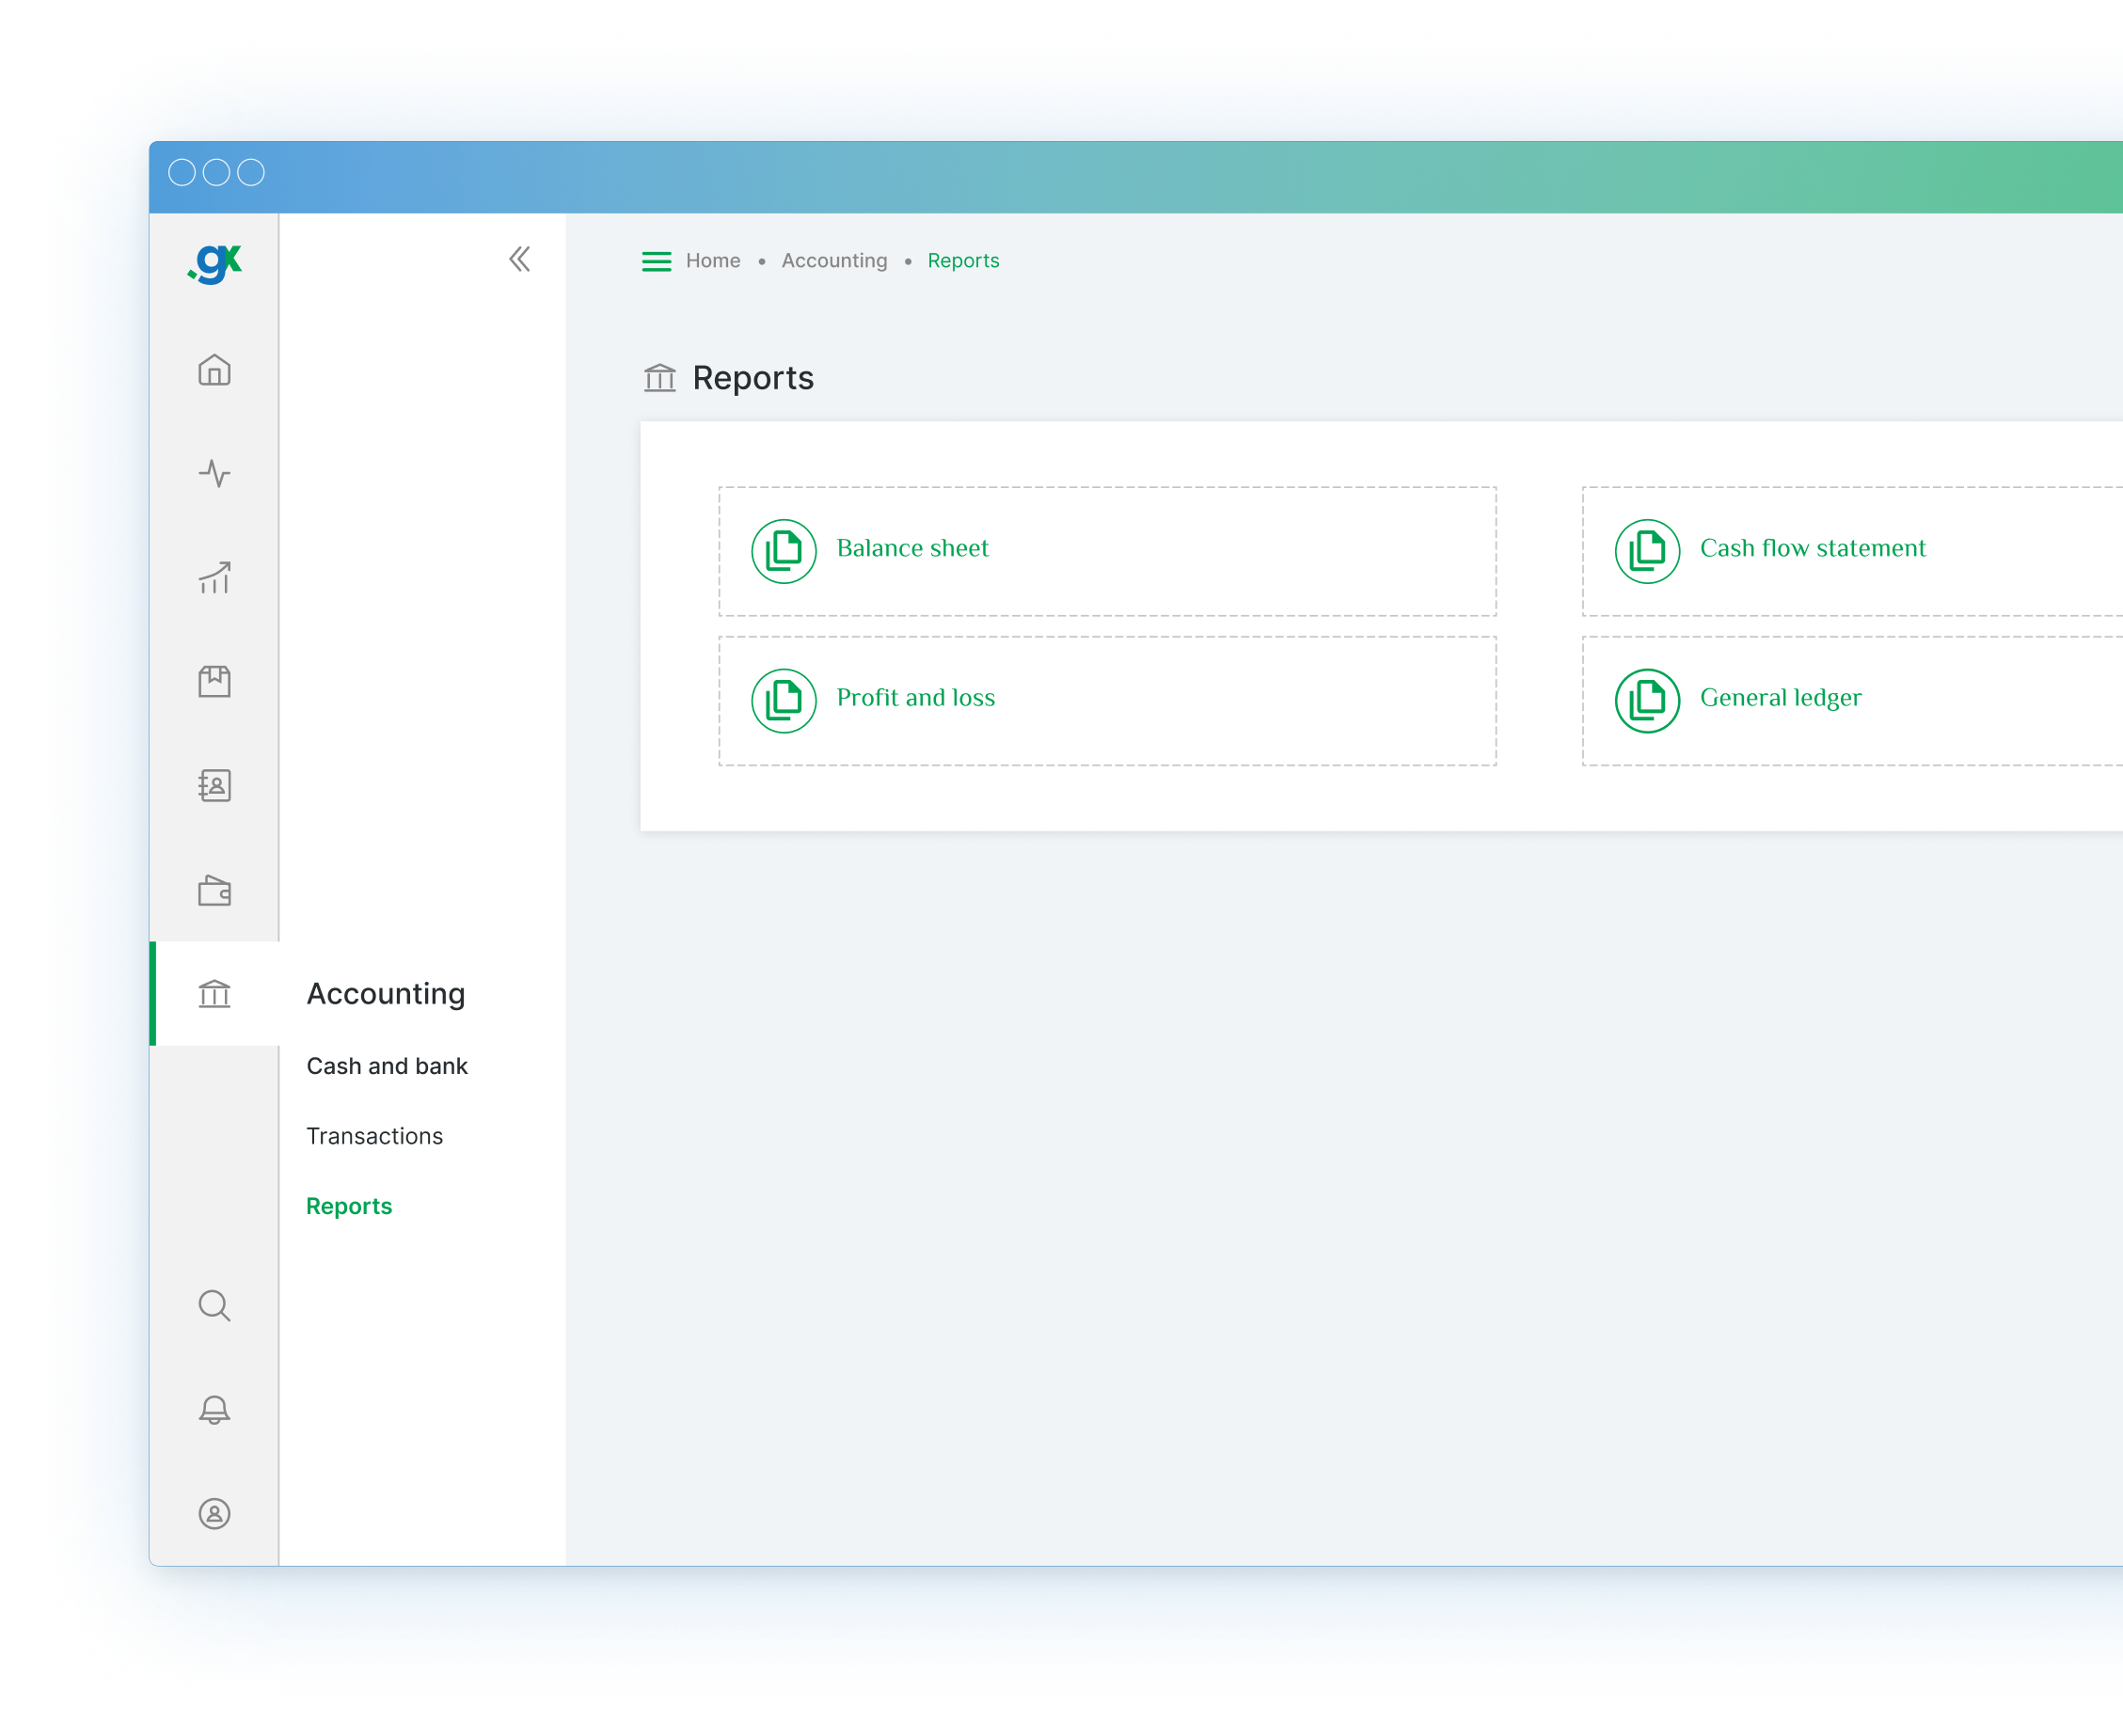 .gx
Home • Accounting • Reports
Reports
Balance sheet
Cash flow statement
Profit and loss
General ledger
Accounting
Cash and bank
Transactions
Reports